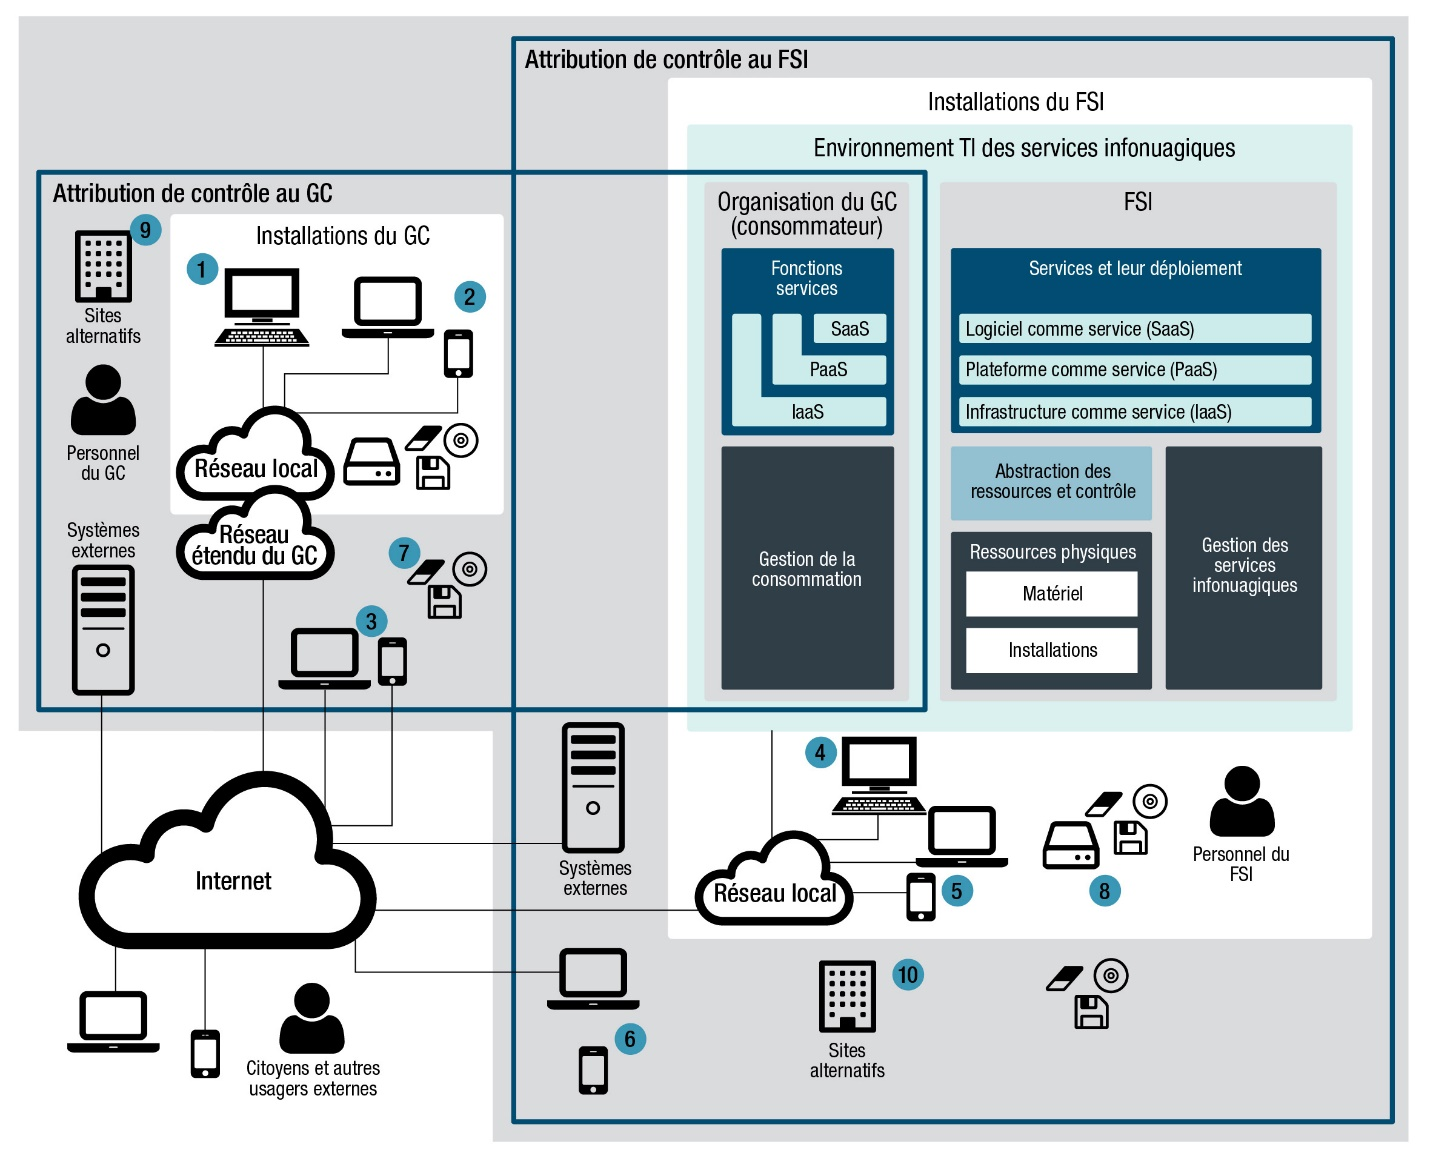 Attribution de contrôle au FSI
Installations du FSI
Environnement TI des services infonuagiques
Attribution de contrôle au GC
9
Sites
alternatifs
Personnel
du GC
Systèmes
externes
Installations du GC
1
2
Réseau local
Réseau
étendu du GC
7
3
Organisation du GC
(consommateur)
Fonctions
services
SaaS
PaaS
IaaS
Gestion de la
consommation
FSI
Services et leur déploiement
Logiciel comme service (SaaS)
Plateforme comme service (PaaS)
Infrastructure comme service (IaaS)
Abstraction des
ressources et contrôle
Ressources physiques
Matériel
Installations
Gestion des
services
infonuagiques
Internet
Citoyens et autres
usagers externes
Systèmes
externes
4
Réseau local
5
8
Personnel du
FSI
6
10
Sites
alternatifs